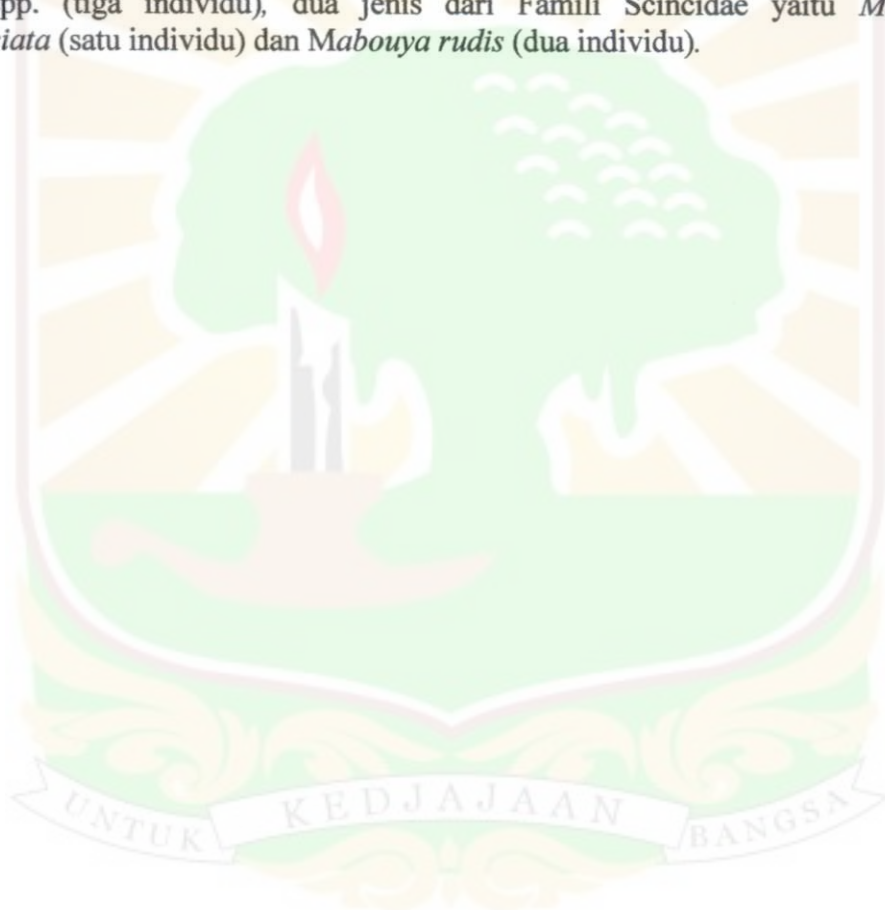 pp. (tiga individu), dua jenis dari Famili Scincidae yaitu M
iata (satu individu) dan Mabouya rudis (dua individu).
UNTUK KEDJAJAAN BANGSA